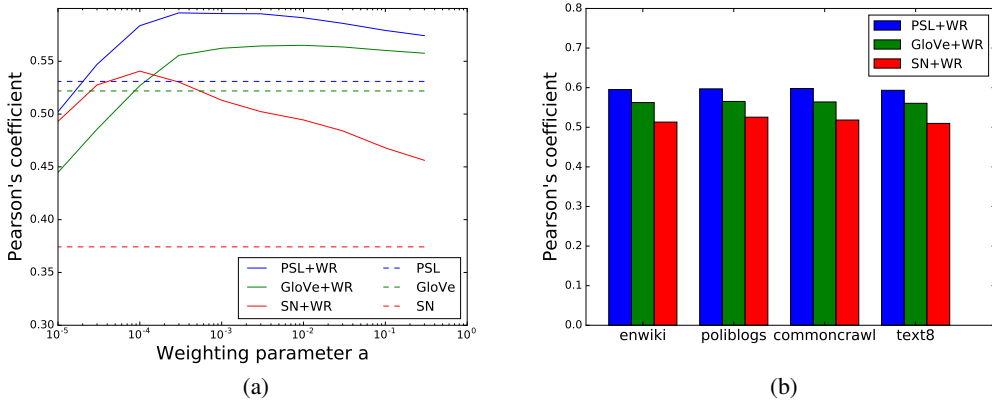 0.55
0.50
0.45
0.40
0.35
0.30
Pearson's coefficient
10^-5 10^-4 10^-3 10^-2 10^-1 10^0
Weighting parameter a
PSL+WR PSL
GloVe+WR GloVe
SN+WR SN
(a)
0.8
0.7
0.6
0.5
0.4
0.3
0.2
0.1
0.0
Pearson's coefficient
PSL+WR
GloVe+WR
SN+WR
enwiki poliblogs commoncrawl text8
(b)